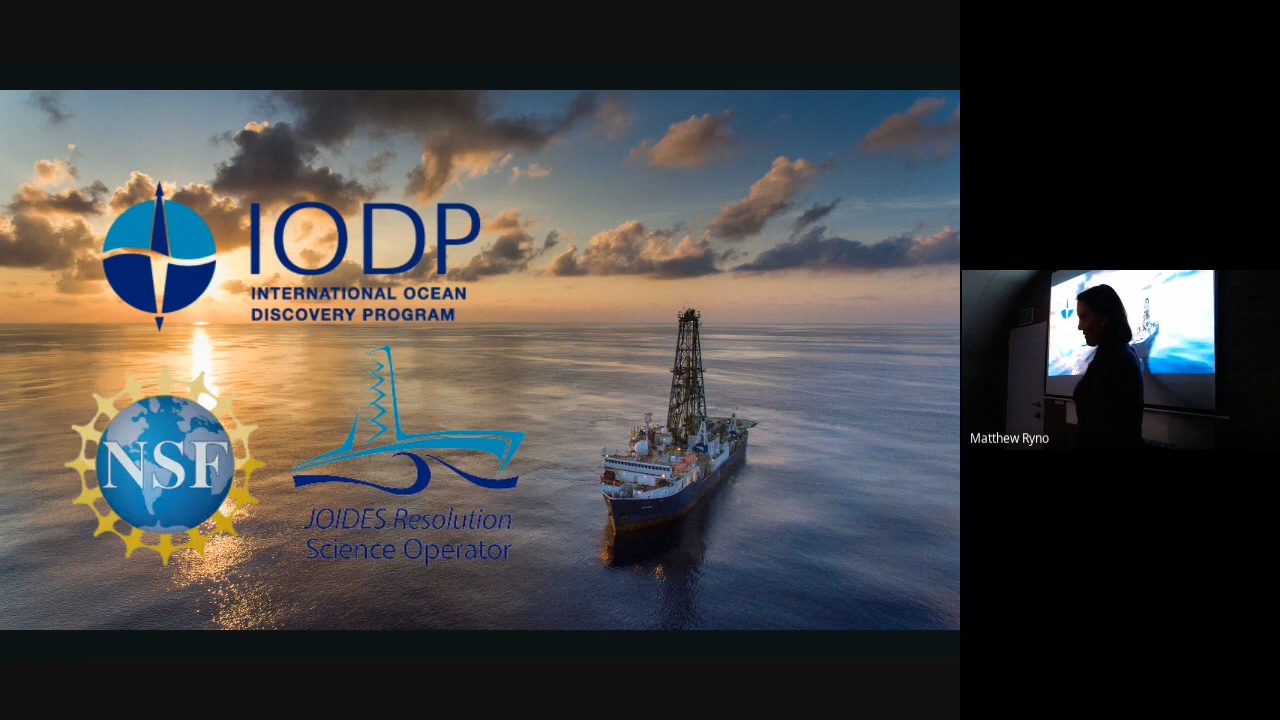 IODP
INTERNATIONAL OCEAN
DISCOVERY PROGRAM
NSF
JOIDES Resolution
Science Operator
Matthew Ryno